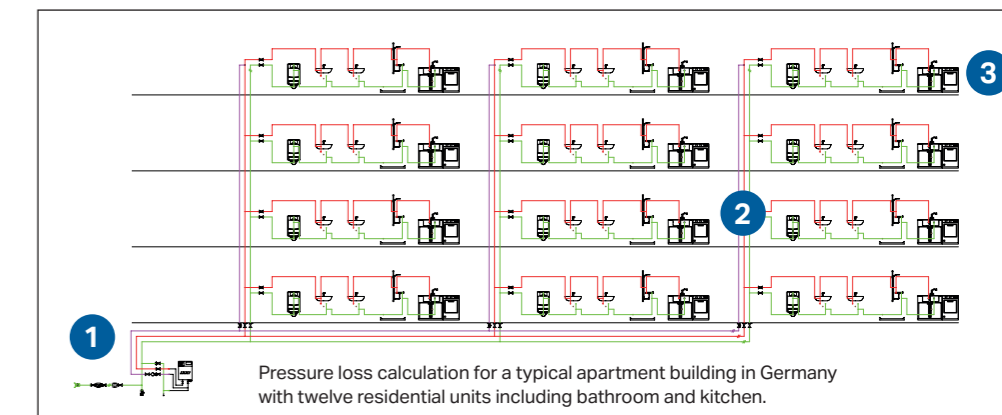 3
2
1
Pressure loss calculation for a typical apartment building in Germany
with twelve residential units including bathroom and kitchen.